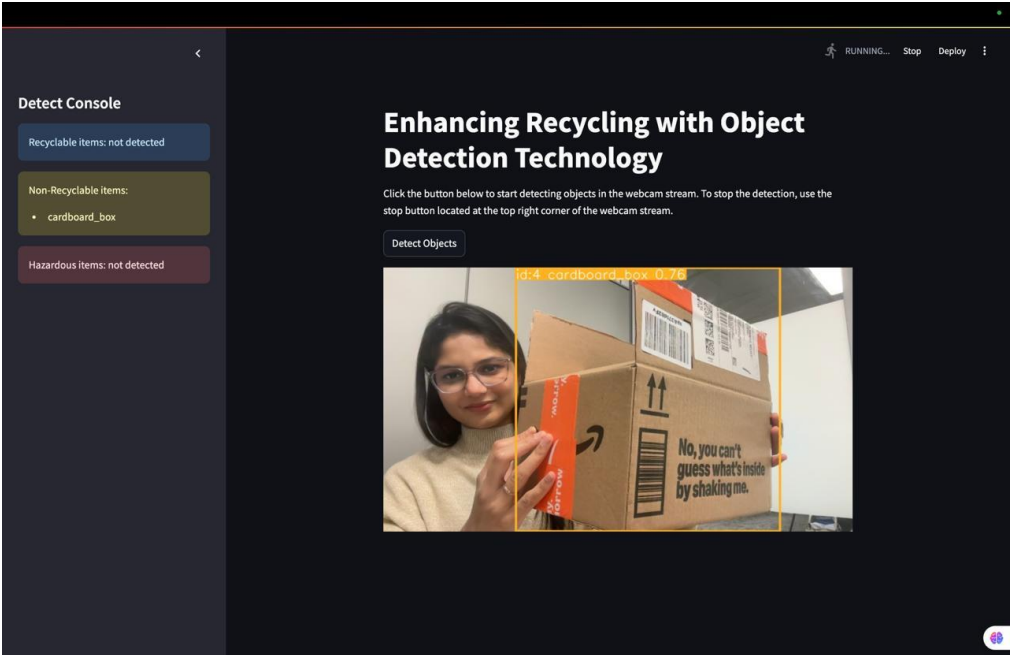 RUNNING...
Stop
Deploy
Detect Console
Recyclable items: not detected
Non-Recyclable items:
cardboard_box
Hazardous items: not detected
Enhancing Recycling with Object
Detection Technology
Click the button below to start detecting objects in the webcam stream. To stop the detection, use the
stop button located at the top right corner of the webcam stream.
Detect Objects
id:4 cardboard_box 0.76
No, you can't
guess what's inside
by shaking me.